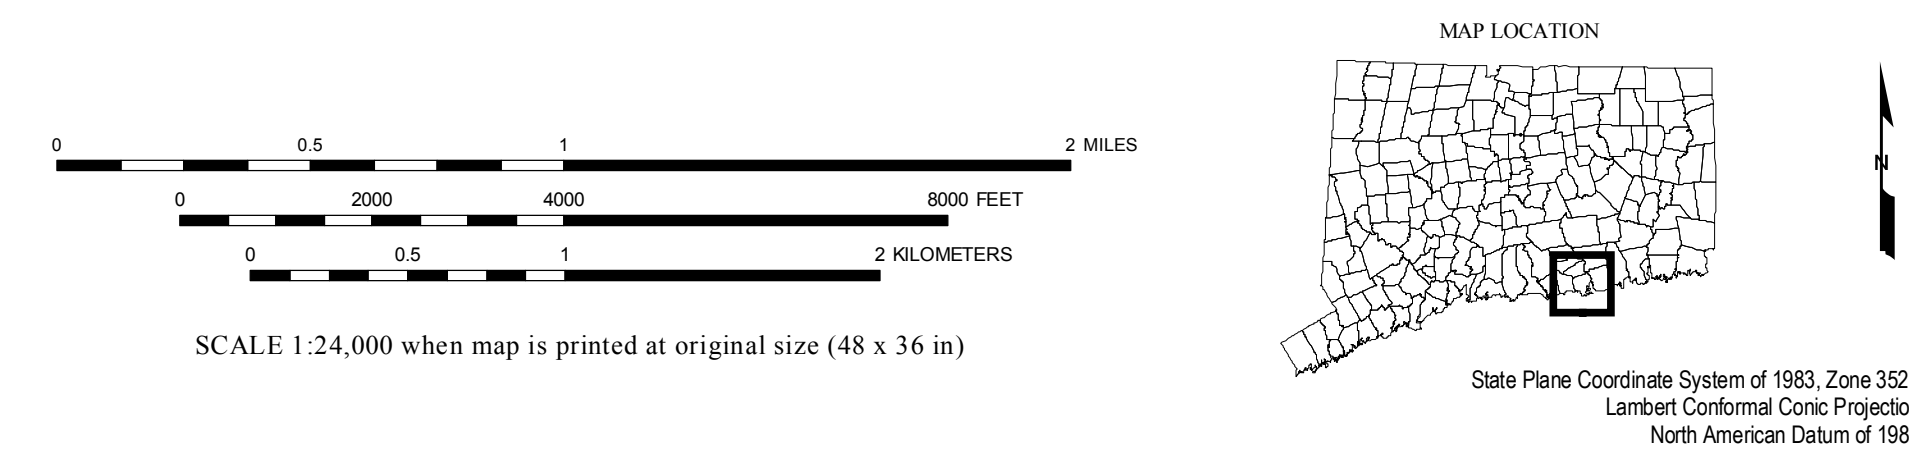 0 0.5 1 2 MILES
0 2000 4000 8000 FEET
0 0.5 1 2 KILOMETERS
SCALE 1:24,000 when map is printed at original size (48 x 36 in)
MAP LOCATION
N
State Plane Coordinate System of 1983, Zone 352
Lambert Conformal Conic Projectio
North American Datum of 198